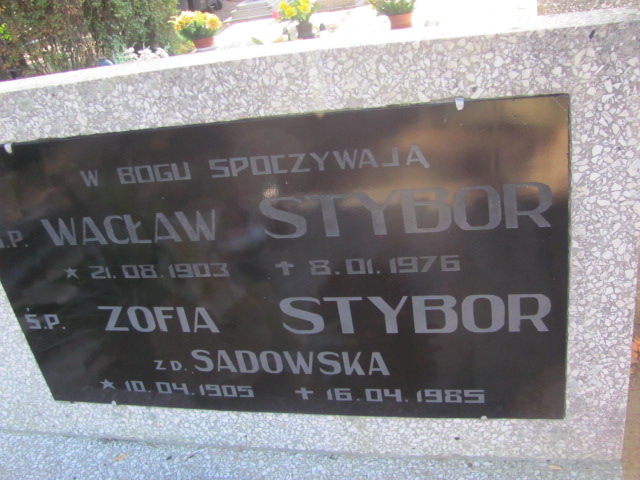 W BOGU SPOCZYWAJĄ
Ś.P. WACŁAW STYBOR
★ 21.08.1903 ✝ 8.01.1976
Ś.P. ZOFIA STYBOR
ZD. SADOWSKA
★ 10.04.1905 ✝ 16.04.1985